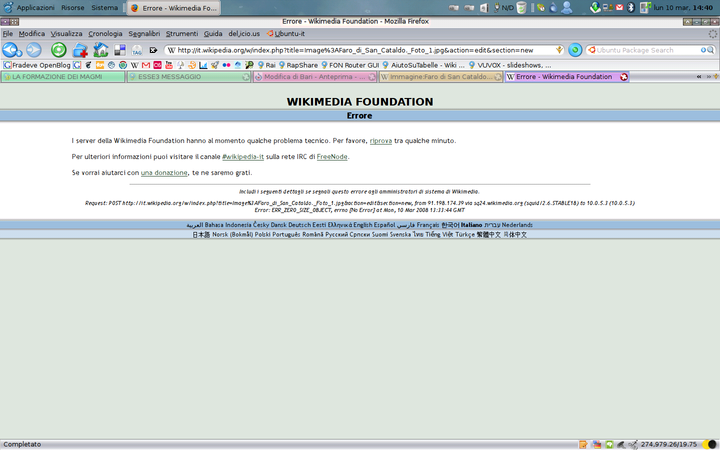 Applicazioni Risorse Sistema Errore - Wikimedia Fo... N/D lun 10 mar, 14:40
Errore - Wikimedia Foundation - Mozilla Firefox
File Modifica Visualizza Cronologia Segnalibri Strumenti Guida del.icio.us Ubuntu-it
http://it.wikipedia.org/w/index.php?title=Image%3AFaro_di_San_Cataldo._Foto_1.jpg&action=edit&section=new Ubuntu Package Search
Fradeve OpenBlog Rai RapShare FON Router GUI AiutoSuTabelle - Wiki ... VUVOX - slideshows, ...
LA FORMAZIONE DEI MAGMI ESSE3 MESSAGGIO Modifica di Bari - Anteprima - ... Immagine:Faro di San Cataldo... Errore - Wikimedia Foundation
WIKIMEDIA FOUNDATION
Errore
I server della Wikimedia Foundation hanno al momento qualche problema tecnico. Per favore, riprova tra qualche minuto.
Per ulteriori informazioni puoi visitare il canale #wikipedia-it sulla rete IRC di FreeNode.
Se vorrai aiutarci con una donazione, te ne saremo grati.
Includi i seguenti dettagli se segnali questo errore agli amministratori di sistema di Wikimedia.
Request: POST http://it.wikipedia.org/w/index.php?title=Image%3AFaro_di_San_Cataldo._Foto_1.jpg&action=edit&section=new, from 91.198.174.29 via sq24.wikimedia.org (squid/2.6.STABLE18) to 10.0.5.3 (10.0.5.3)
Error: ERR_ZERO_SIZE_OBJECT, errno [No Error] at Mon, 10 Mar 2008 13:33:44 GMT
العربية Bahasa Indonesia Česky Dansk Deutsch Eesti Ελληνικά English Español فارسی Français 한국어 Italiano עברית Nederlands
日本語 Norsk (Bokmål) Polski Português Română Русский Српски Suomi Svenska ไทย Tiếng Việt Türkçe 繁體中文 简体中文
Completato 274,979.26/19.75